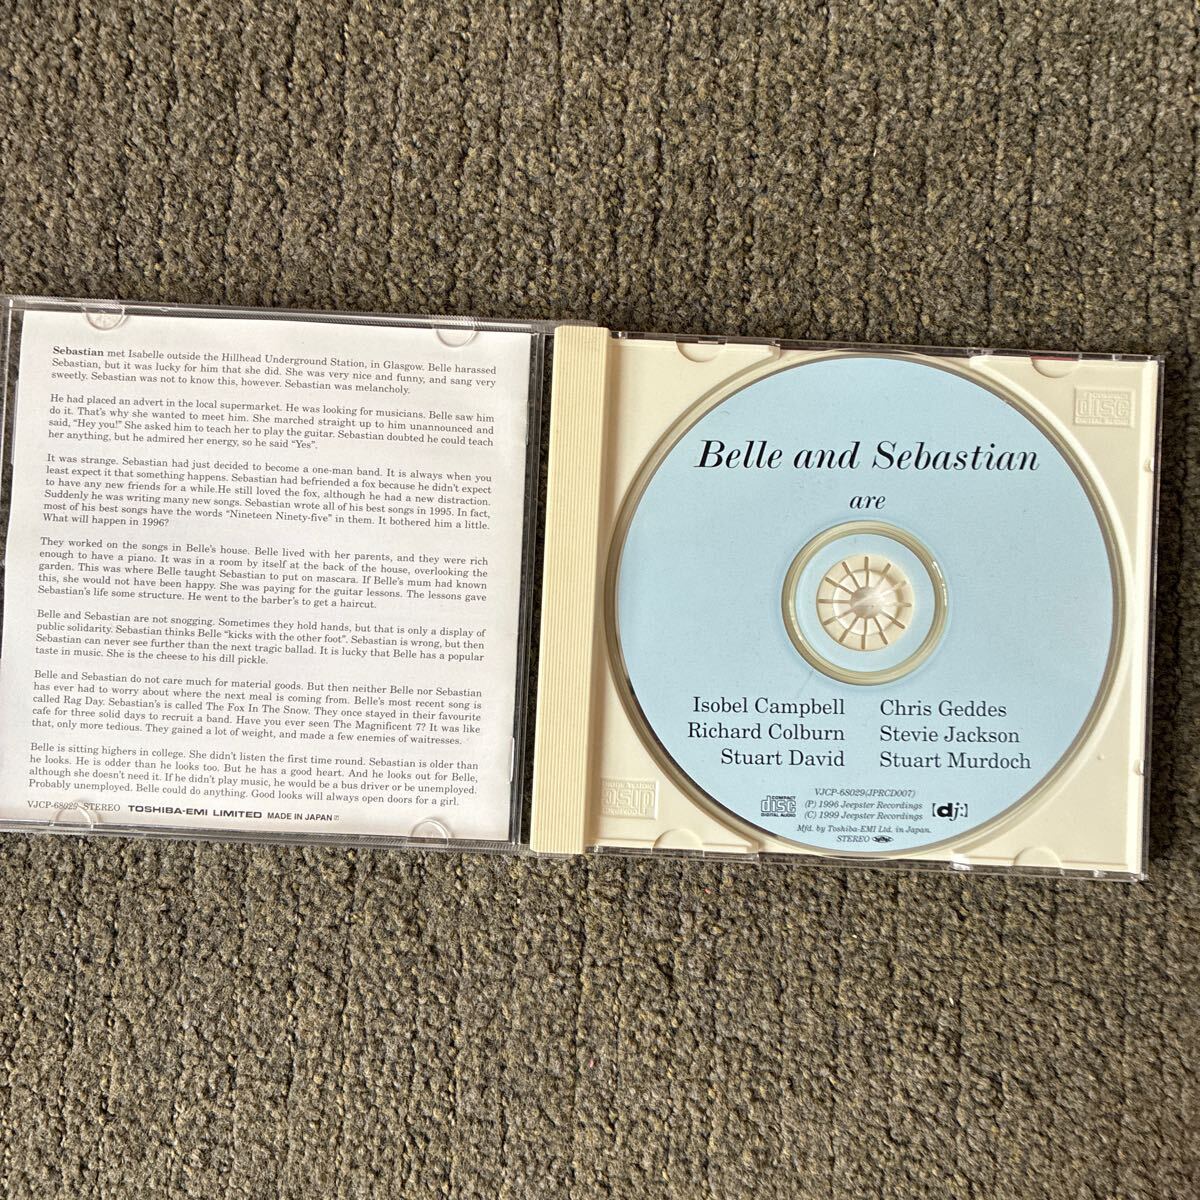 Sebastian met Isabelle outside the Hillhead Underground Station, in Glasgow. Belle harassed
Sebastian, but it was lucky for him that she did. She was very nice and funny, and sang very
sweetly. Sebastian was not to know this, however. Sebastian was melancholy.
He had placed an advert in the local supermarket. He was looking for musicians. Belle saw him
do it. That's why she wanted to meet him. She marched straight up to him unannounced and
said, "Hey you!" She asked him to teach her to play the guitar. Sebastian doubted he could teach
her anything, but he admired her energy, so he said "Yes".
It was strange. Sebastian had just decided to become a one-man band. It is always when you
least expect it that something happens. Sebastian had befriended a fox because he didn't expect
to have any new friends for a while.He still loved the fox, although he had a new distraction.
Suddenly he was writing many new songs. Sebastian wrote all of his best songs in 1995. In fact,
most of his best songs have the words "Nineteen Ninety-five" in them. It bothered him a little.
What will happen in 1996?
They worked on the songs in Belle's house. Belle lived with her parents, and they were rich
enough to have a piano. It was in a room by itself at the back of the house, overlooking the
garden. This was where Belle taught Sebastian to put on mascara. If Belle's mum had known
this, she would not have been happy. She was paying for the guitar lessons. The lessons gave
Sebastian's life some structure. He went to the barber's to get a haircut.
Belle and Sebastian are not snogging. Sometimes they hold hands, but that is only a display of
public solidarity. Sebastian thinks Belle "kicks with the other foot". Sebastian is wrong, but then
Sebastian can never see further than the next tragic ballad. It is lucky that Belle has a popular
taste in music. She is the cheese to his dill pickle.
Belle and Sebastian do not care much for material goods. But then neither Belle nor Sebastian
has ever had to worry about where the next meal is coming from. Belle's most recent song is
called Rag Day. Sebastian's is called The Fox In The Snow. They once stayed in their favourite
cafe for three solid days to recruit a band. Have you ever seen The Magnificent 7? It was like
that, only more tedious. They gained a lot of weight, and made a few enemies of waitresses.
Belle is sitting highers in college. She didn't listen the first time round. Sebastian is older than
he looks. He is odder than he looks too. But he has a good heart. And he looks out for Belle,
although she doesn't need it. If he didn't play music, he would be a bus driver or be unemployed.
Probably unemployed. Belle could do anything. Good looks will always open doors for a girl.
VJCP-68029 STEREO TOSHIBA-EMI LIMITED MADE IN JAPAN
Belle and Sebastian
are
Isobel Campbell
Richard Colburn
Stuart David
Chris Geddes
Stevie Jackson
Stuart Murdoch
VJCP-68029(JPRCD007)
(P) 1996 Jeepster Recordings
(C) 1999 Jeepster Recordings
Mfd. by Toshiba-EMI Ltd. in Japan.
STEREO
COMPACT
disc
DIGITAL AUDIO
[dj:]
disc
DIGITAL AUDIO
disc